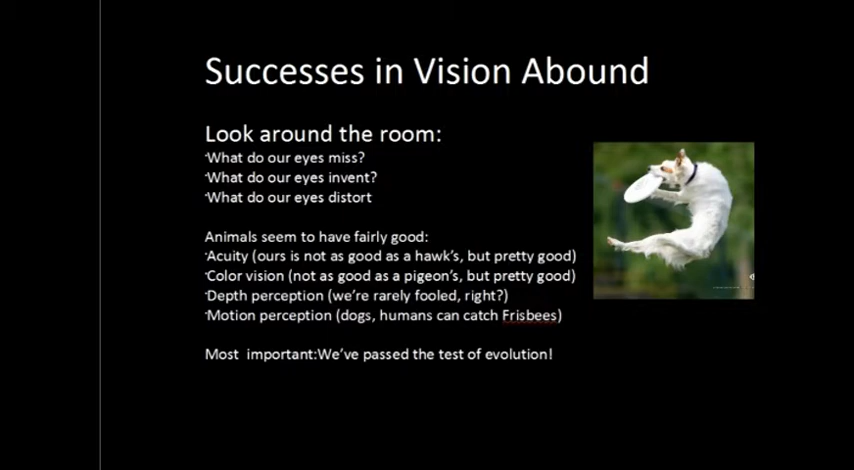 Successes in Vision Abound
Look around the room:
·What do our eyes miss?
·What do our eyes invent?
·What do our eyes distort
Animals seem to have fairly good:
·Acuity (ours is not as good as a hawk's, but pretty good)
·Color vision (not as good as a pigeon's, but pretty good)
·Depth perception (we're rarely fooled, right?)
·Motion perception (dogs, humans can catch Frisbees)
Most  important:We've passed the test of evolution!